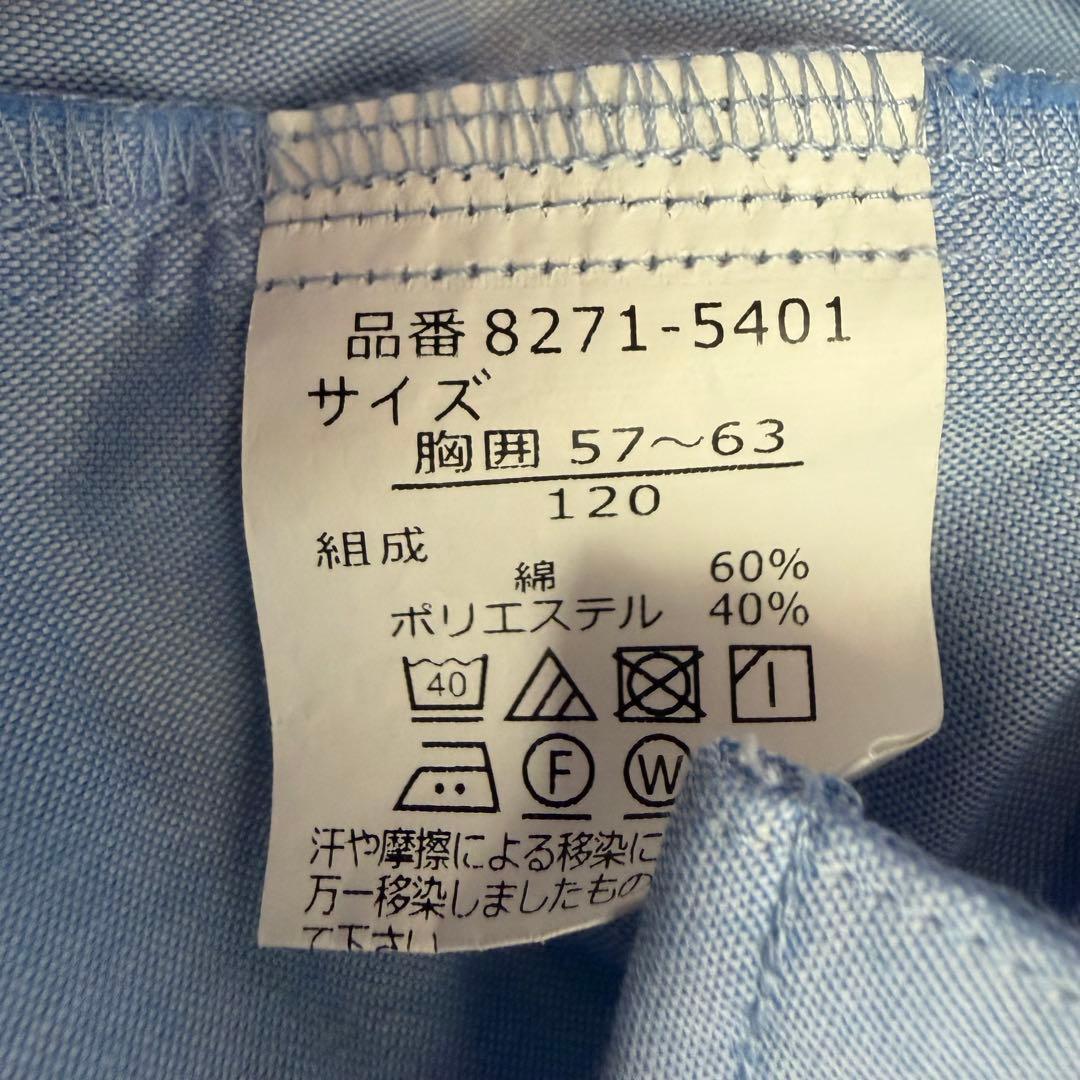 品番 8271-5401
サイズ
胸囲 57～63
120
組成
綿 60%
ポリエステル 40%
40
F
W
汗や摩擦による移染に
万一移染しましたもの
て下さい